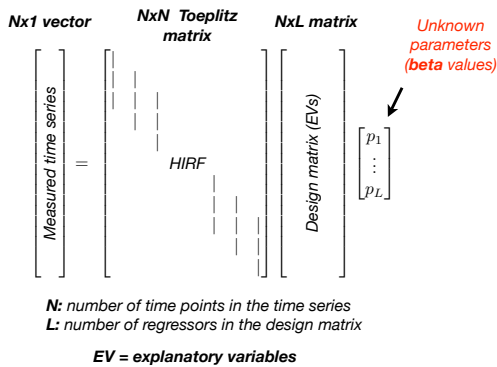 Nx1 vector
NxN Toeplitz
matrix
NxL matrix
Unknown
parameters
(beta values)
Measured time series
=
HIRF
Design matrix (EVs)
p₁
⋮
p_L
N: number of time points in the time series
L: number of regressors in the design matrix
EV = explanatory variables